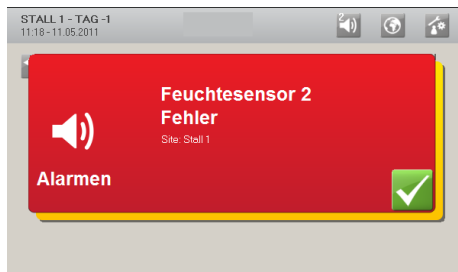 STALL 1 - TAG -1
11:18 - 11.05.2011
2
Feuchtesensor 2
Fehler
Site: Stall 1
Alarmen